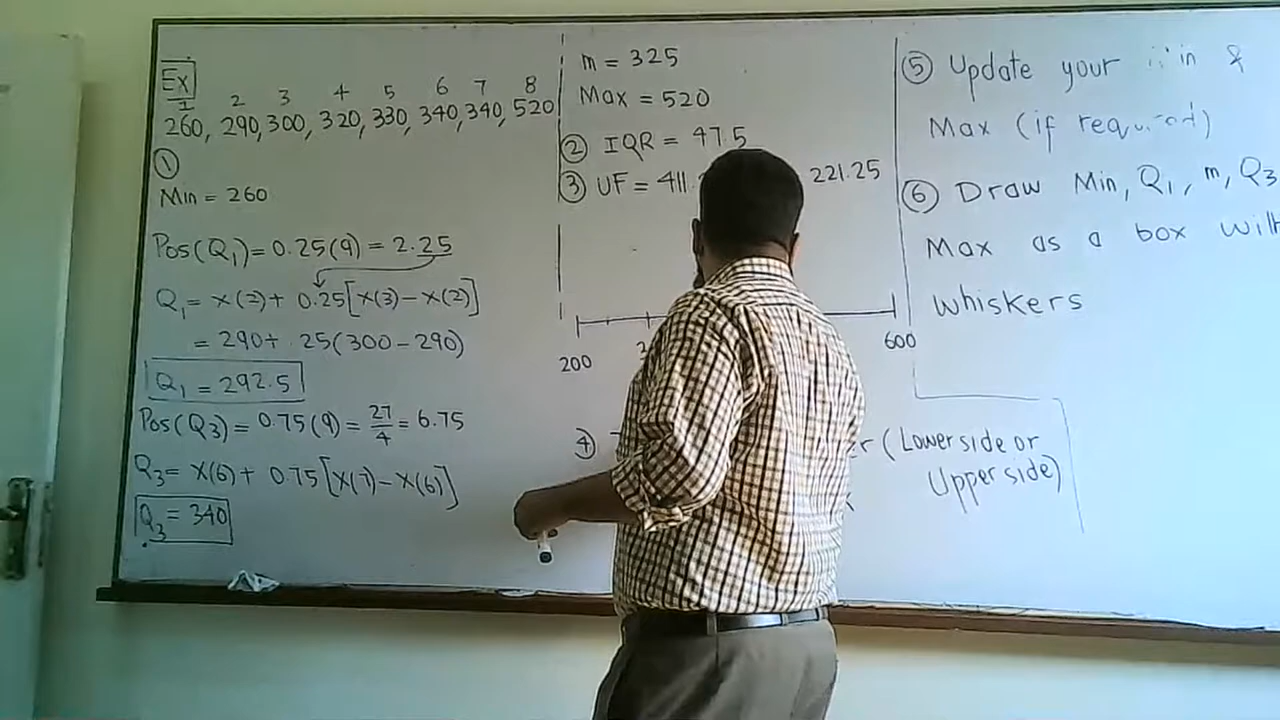 Ex
1 2 3 4 5 6 7 8
260, 290, 300, 320, 330, 340, 340, 520
①
Min = 260
Pos(Q₁) = 0.25(9) = 2.25
Q₁ = x(2) + 0.25[x(3) - x(2)]
= 290 + .25(300 - 290)
Q₁ = 292.5
Pos(Q₃) = 0.75(9) = 27/4 = 6.75
Q₃ = x(6) + 0.75[x(7) - x(6)]
Q₃ = 340
m = 325
Max = 520
② IQR = 47.5
③ UF = 411. 221.25
200 600
④ (Lower side or
Upper side)
⑤ Update your in &
Max (if required)
⑥ Draw Min, Q₁, m, Q₃
Max as a box with
whiskers